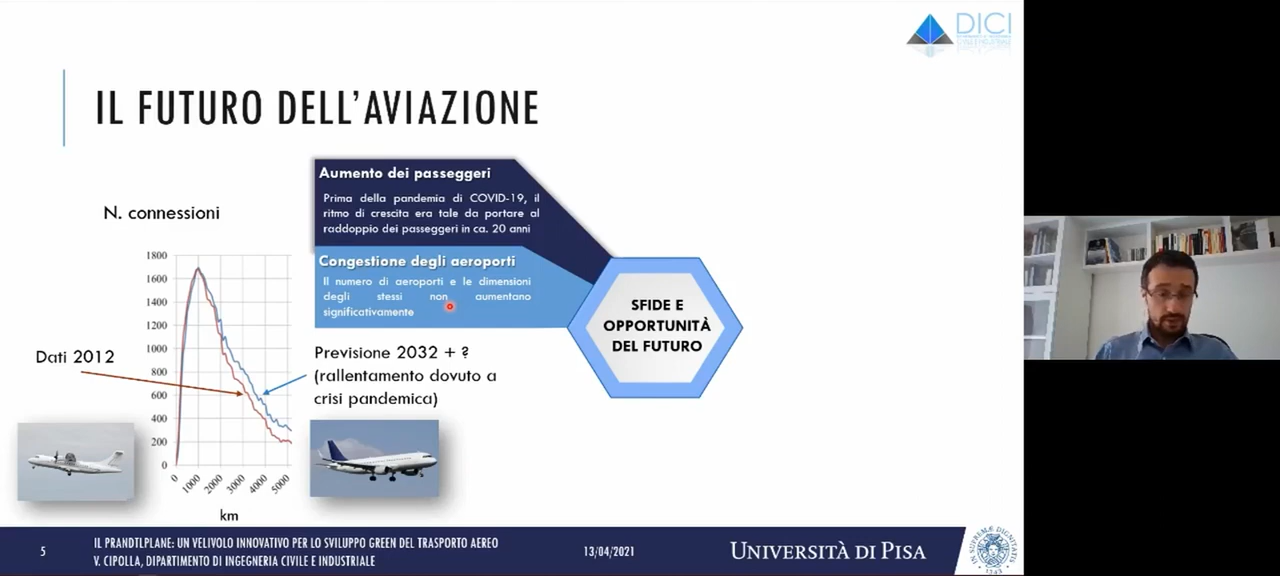 DICI
IL FUTURO DELL'AVIAZIONE
Aumento dei passeggeri
Prima della pandemia di COVID-19, il
ritmo di crescita era tale da portare al
raddoppio dei passeggeri in ca. 20 anni
Congestione degli aeroporti
Il numero di aeroporti e le dimensioni
degli stessi non aumentano
significativamente
SFIDE E
OPPORTUNITÀ
DEL FUTURO
N. connessioni
1800
1600
1400
1200
1000
800
600
400
200
0
0
1000
2000
3000
4000
5000
km
Dati 2012
Previsione 2032 + ?
(rallentamento dovuto a
crisi pandemica)
5
IL PRANDTLPLANE: UN VELIVOLO INNOVATIVO PER LO SVILUPPO GREEN DEL TRASPORTO AEREO
V. CIPOLLA, DIPARTIMENTO DI INGEGNERIA CIVILE E INDUSTRIALE
13/04/2021
UNIVERSITÀ DI PISA
1343